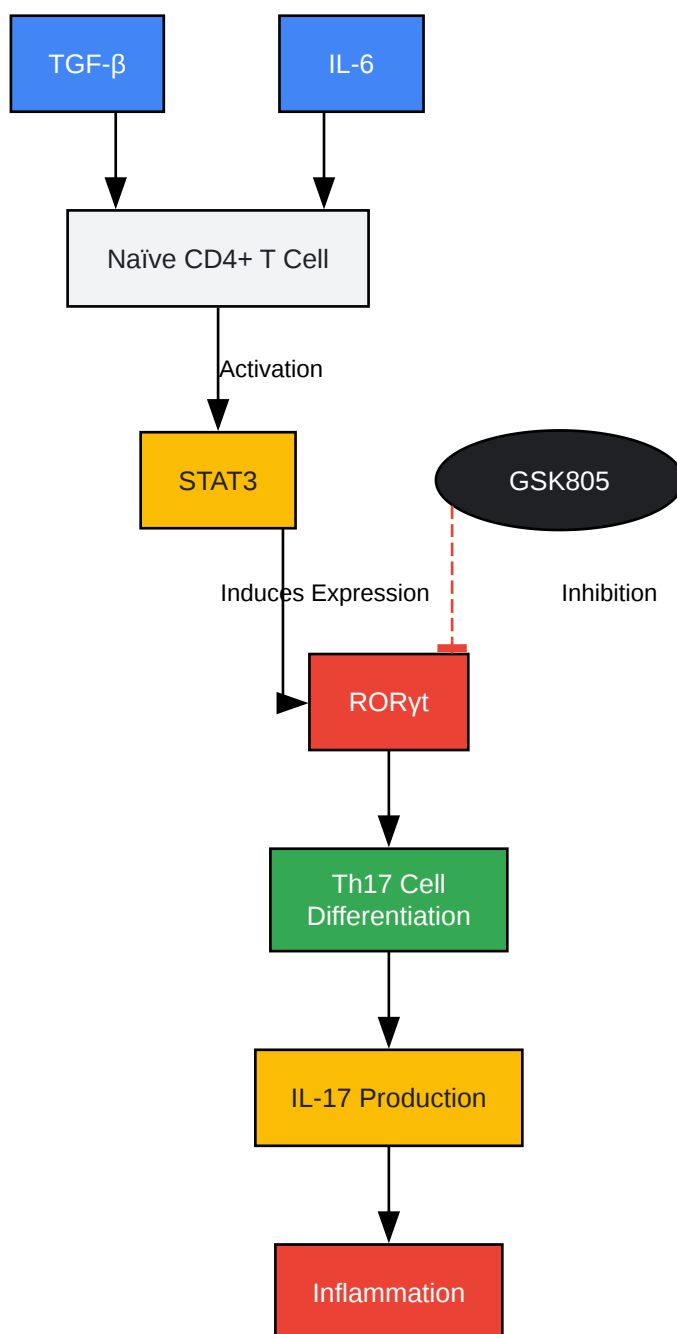 TGF-β
IL-6
Naïve CD4+ T Cell
Activation
STAT3
GSK805
Induces Expression
Inhibition
RORγt
Th17 Cell
Differentiation
IL-17 Production
Inflammation